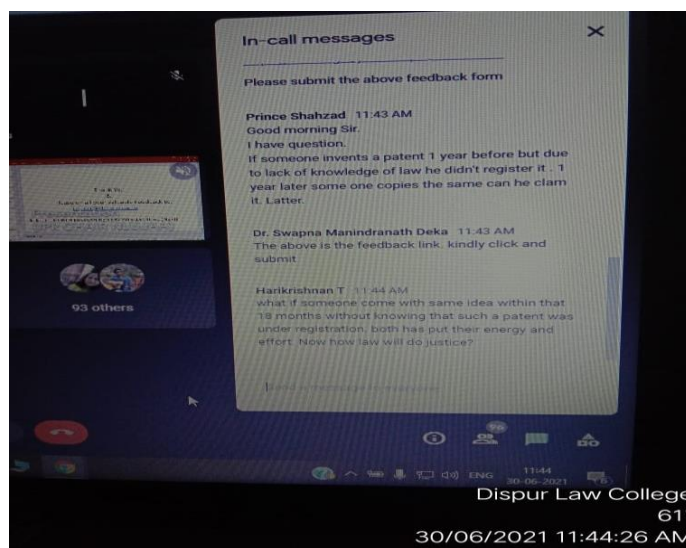 In-call messages
Please submit the above feedback form
Prince Shahzad 11:43 AM
Good morning Sir.
I have question.
If someone invents a patent 1 year before but due
to lack of knowledge of law he didn't register it . 1
year later some one copies the same can he clam
it. Latter.
Dr. Swapna Manindranath Deka 11:43 AM
The above is the feedback link. kindly click and
submit
Harikrishnan T 11:44 AM
what if someone come with same idea within that
18 months without knowing that such a patent was
under registration, both has put their energy and
effort. Now how law will do justice?
Send a message to everyone
93 others
96
ENG
11:44
30-06-2021
6
Dispur Law College
61
30/06/2021 11:44:26 AM